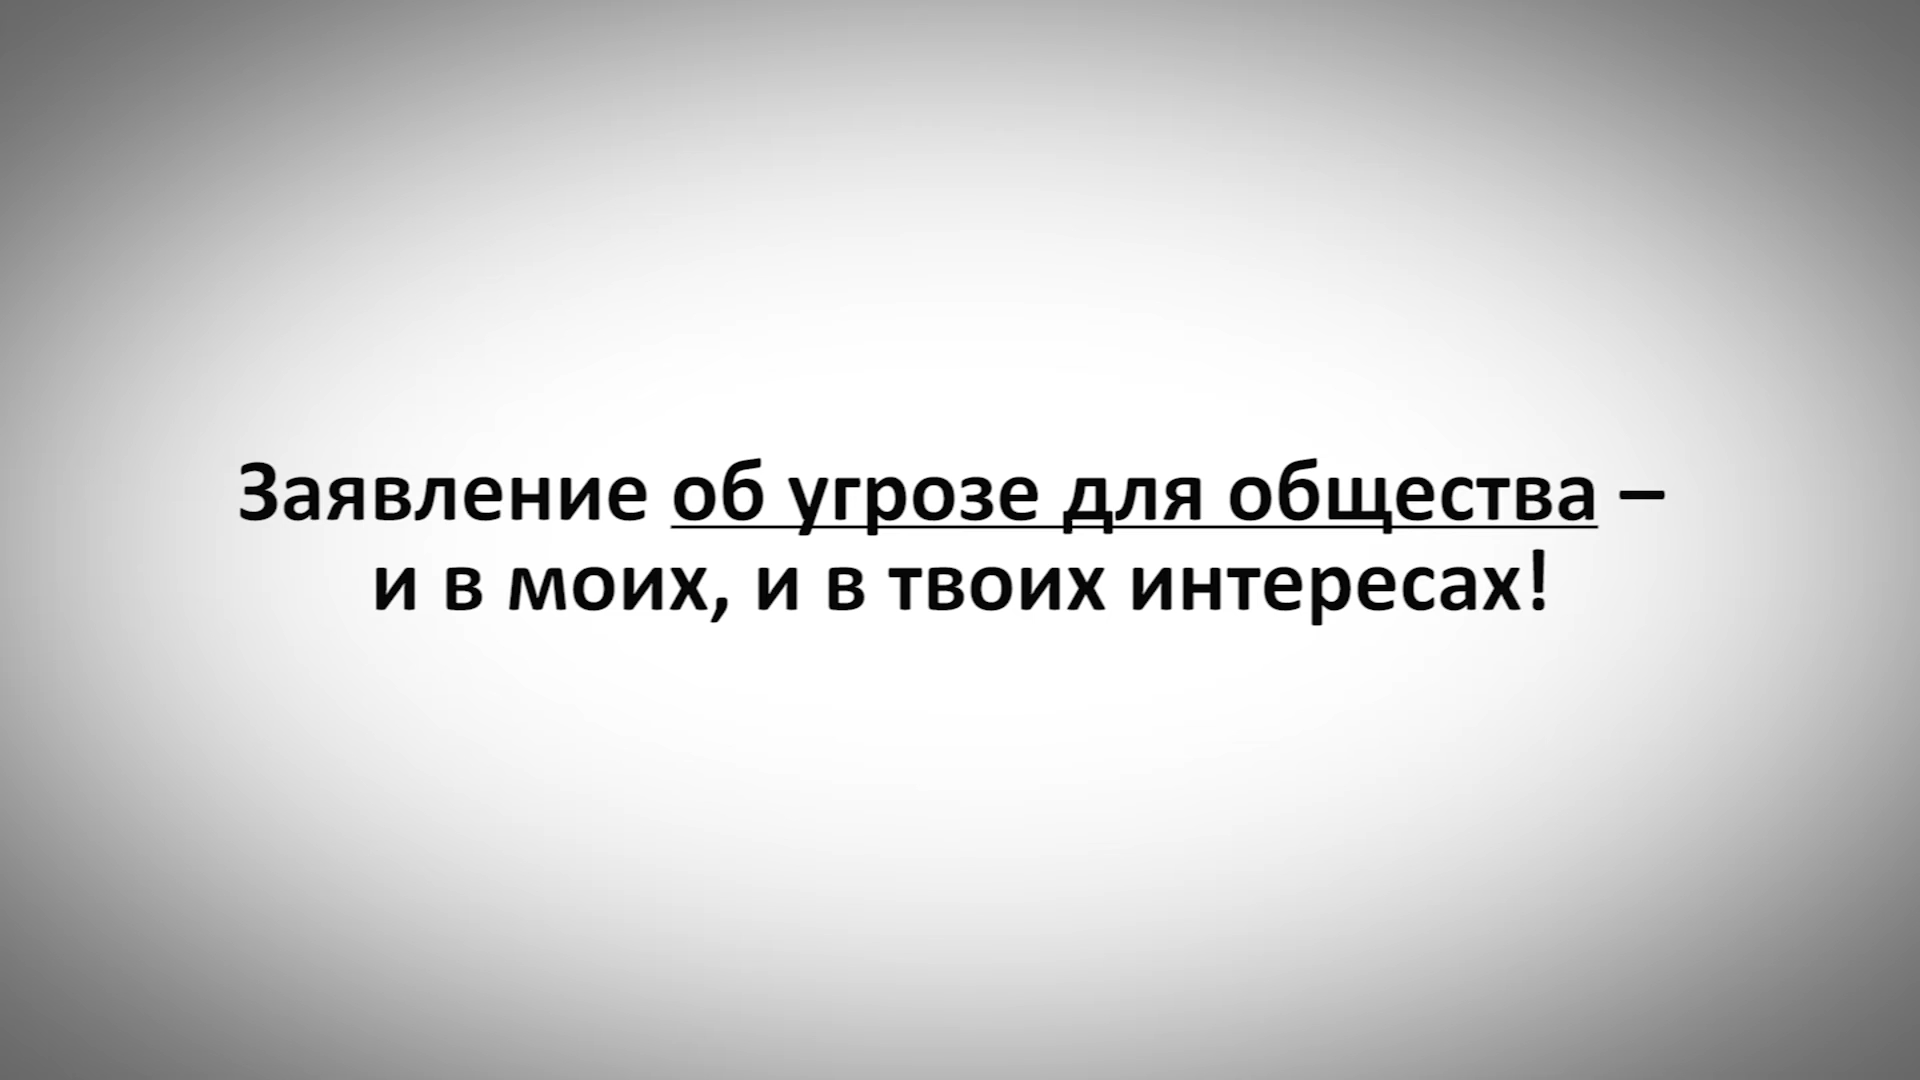 Заявление об угрозе для общества –
и в моих, и в твоих интересах!